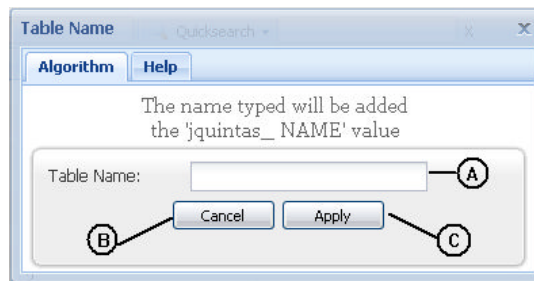 Table Name
Quicksearch
x
x
Algorithm
Help
The name typed will be added
the 'jquintas_ NAME' value
Table Name:
A
Cancel
Apply
B
C